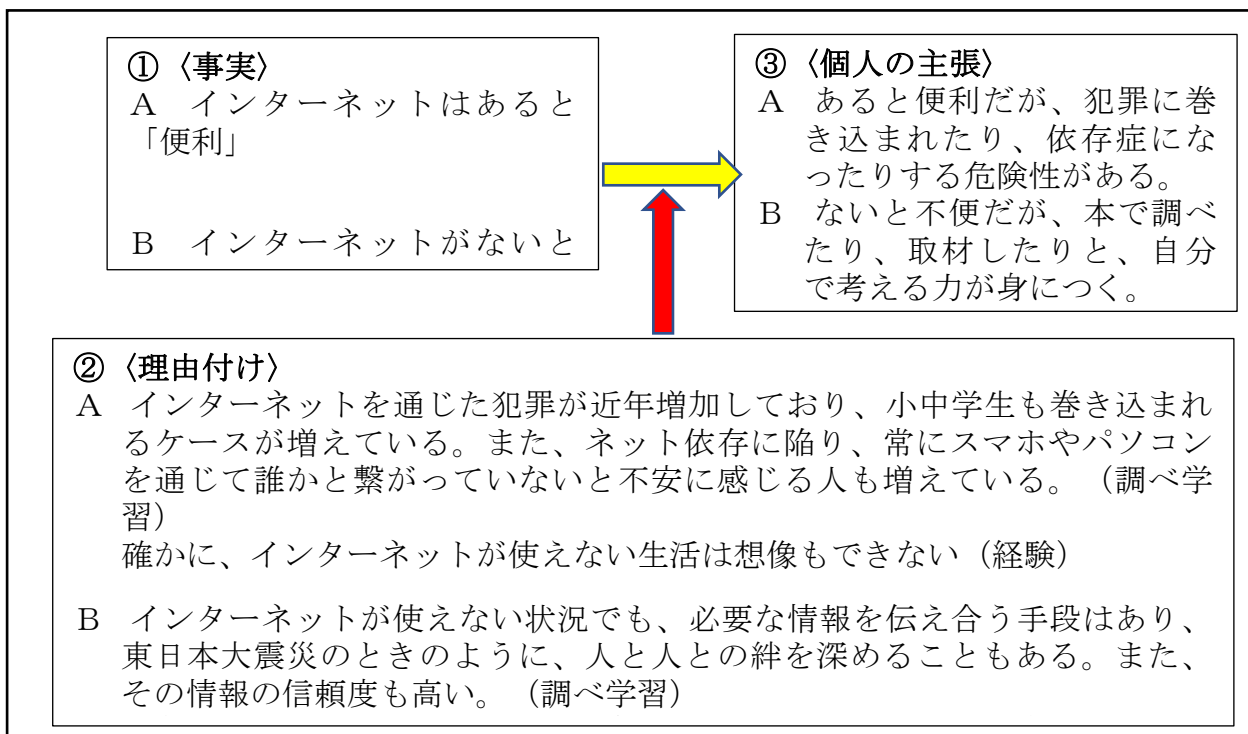 ①〈事実〉
A インターネットはあると
「便利」
B インターネットがないと
③〈個人の主張〉
A あると便利だが、犯罪に巻
き込まれたり、依存症にな
ったりする危険性がある。
B ないと不便だが、本で調べ
たり、取材したりと、自分
で考える力が身につく。
②〈理由付け〉
A インターネットを通じた犯罪が近年増加しており、小中学生も巻き込まれ
るケースが増えている。また、ネット依存に陥り、常にスマホやパソコン
を通じて誰かと繋がっていないと不安に感じる人も増えている。（調べ学
習）
確かに、インターネットが使えない生活は想像もできない（経験）
B インターネットが使えない状況でも、必要な情報を伝え合う手段はあり、
東日本大震災のときのように、人と人との絆を深めることもある。また、
その情報の信頼度も高い。（調べ学習）